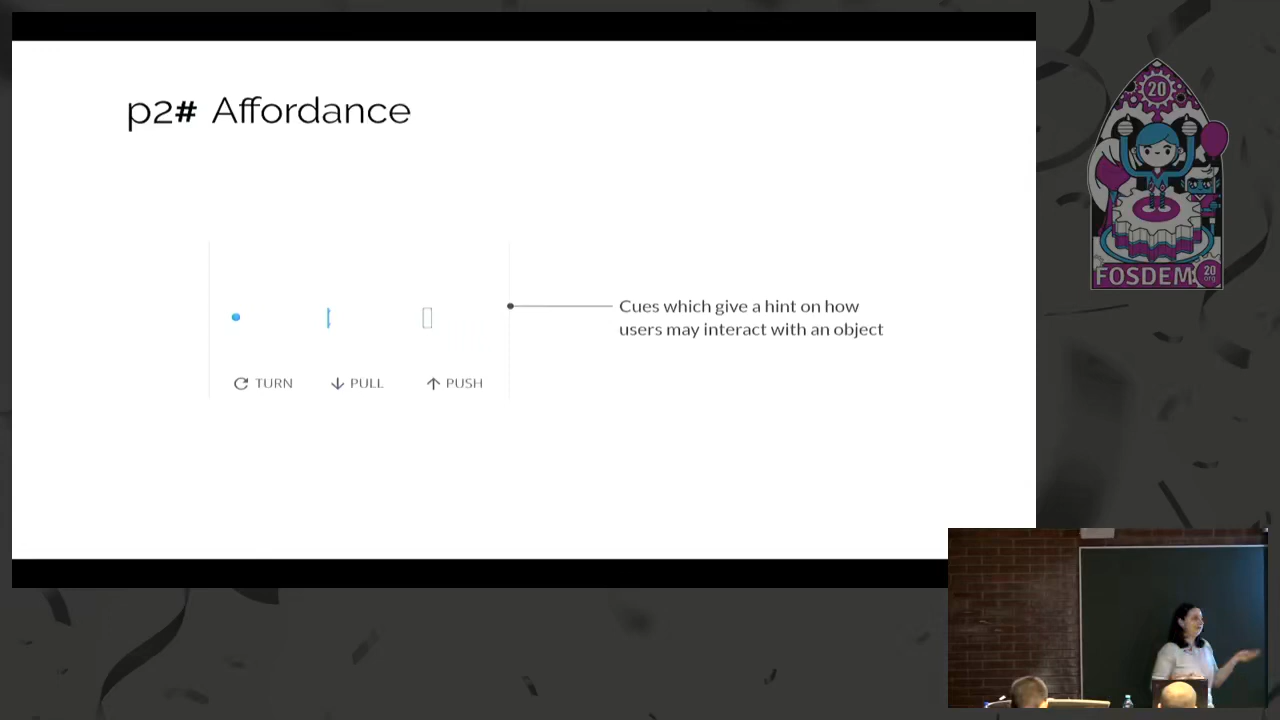 p2# Affordance
Cues which give a hint on how
users may interact with an object
TURN
PULL
PUSH
20
FOSDEM
20
.org